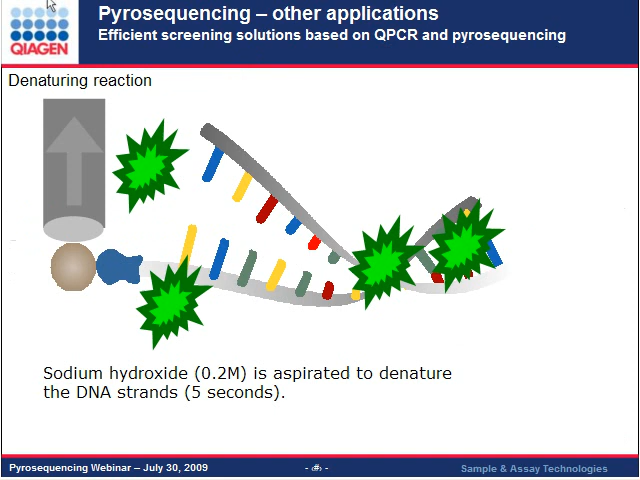 Pyrosequencing – other applications
Efficient screening solutions based on QPCR and pyrosequencing
QIAGEN
Denaturing reaction
Sodium hydroxide (0.2M) is aspirated to denature
the DNA strands (5 seconds).
Pyrosequencing Webinar – July 30, 2009
- ‹#› -
Sample & Assay Technologies